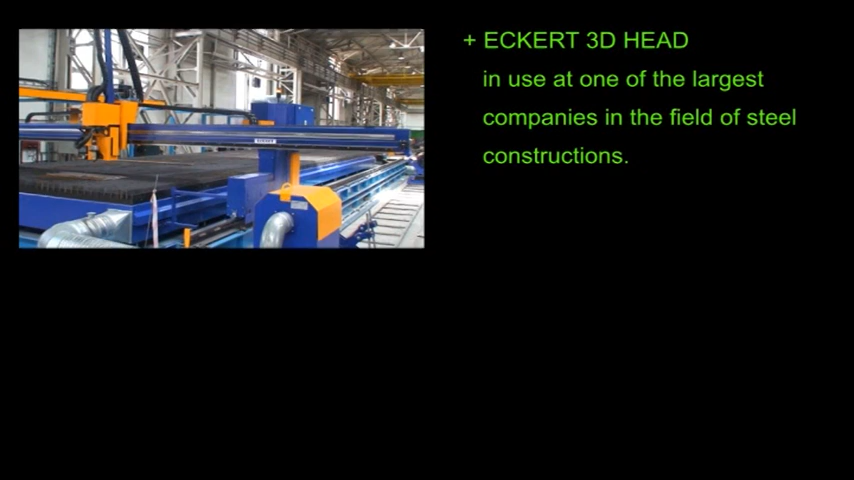 + ECKERT 3D HEAD
in use at one of the largest
companies in the field of steel
constructions.